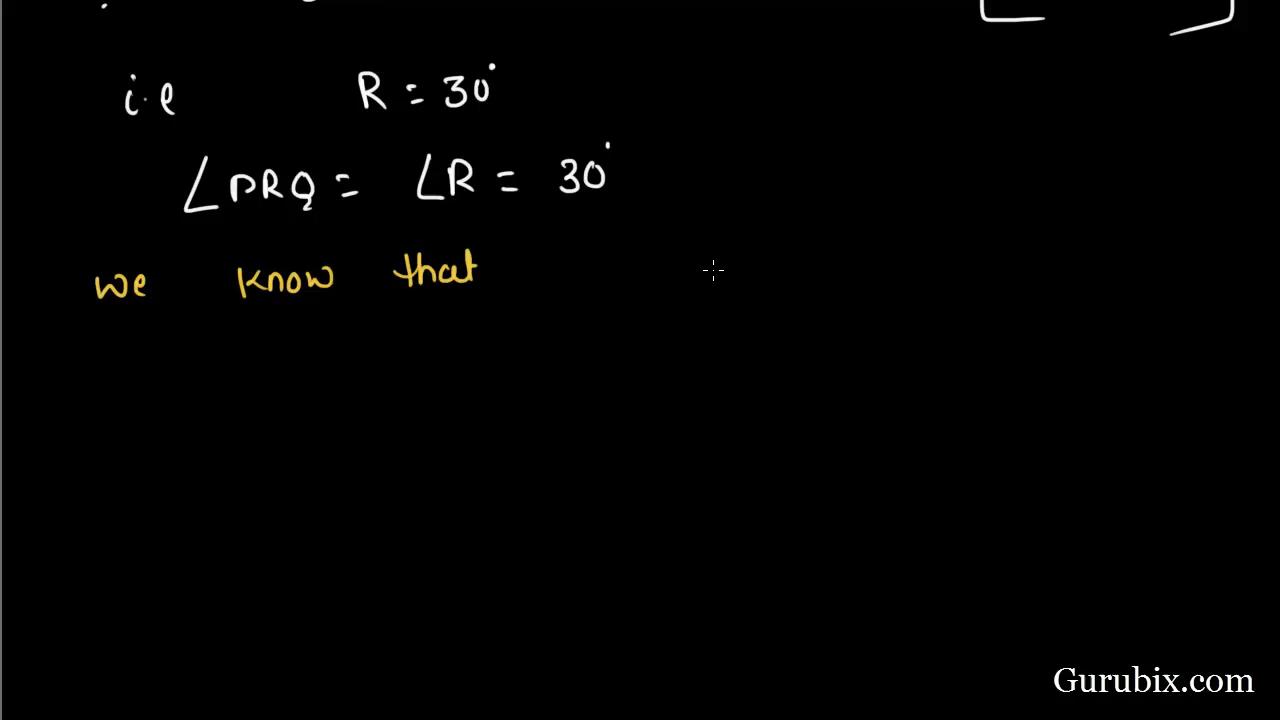 i.e R = 30°
∠PRQ = ∠R = 30°
we know that
Gurubix.com